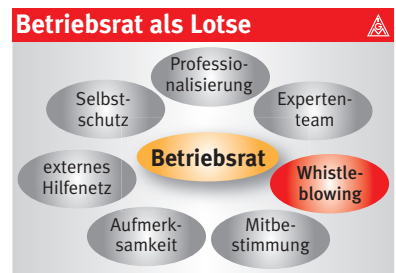 Betriebsrat als Lotse
Professio-
nalisierung
Selbst-
schutz
Experten-
team
Betriebsrat
externes
Hilfenetz
Whistle-
blowing
Aufmerk-
samkeit
Mitbe-
stimmung